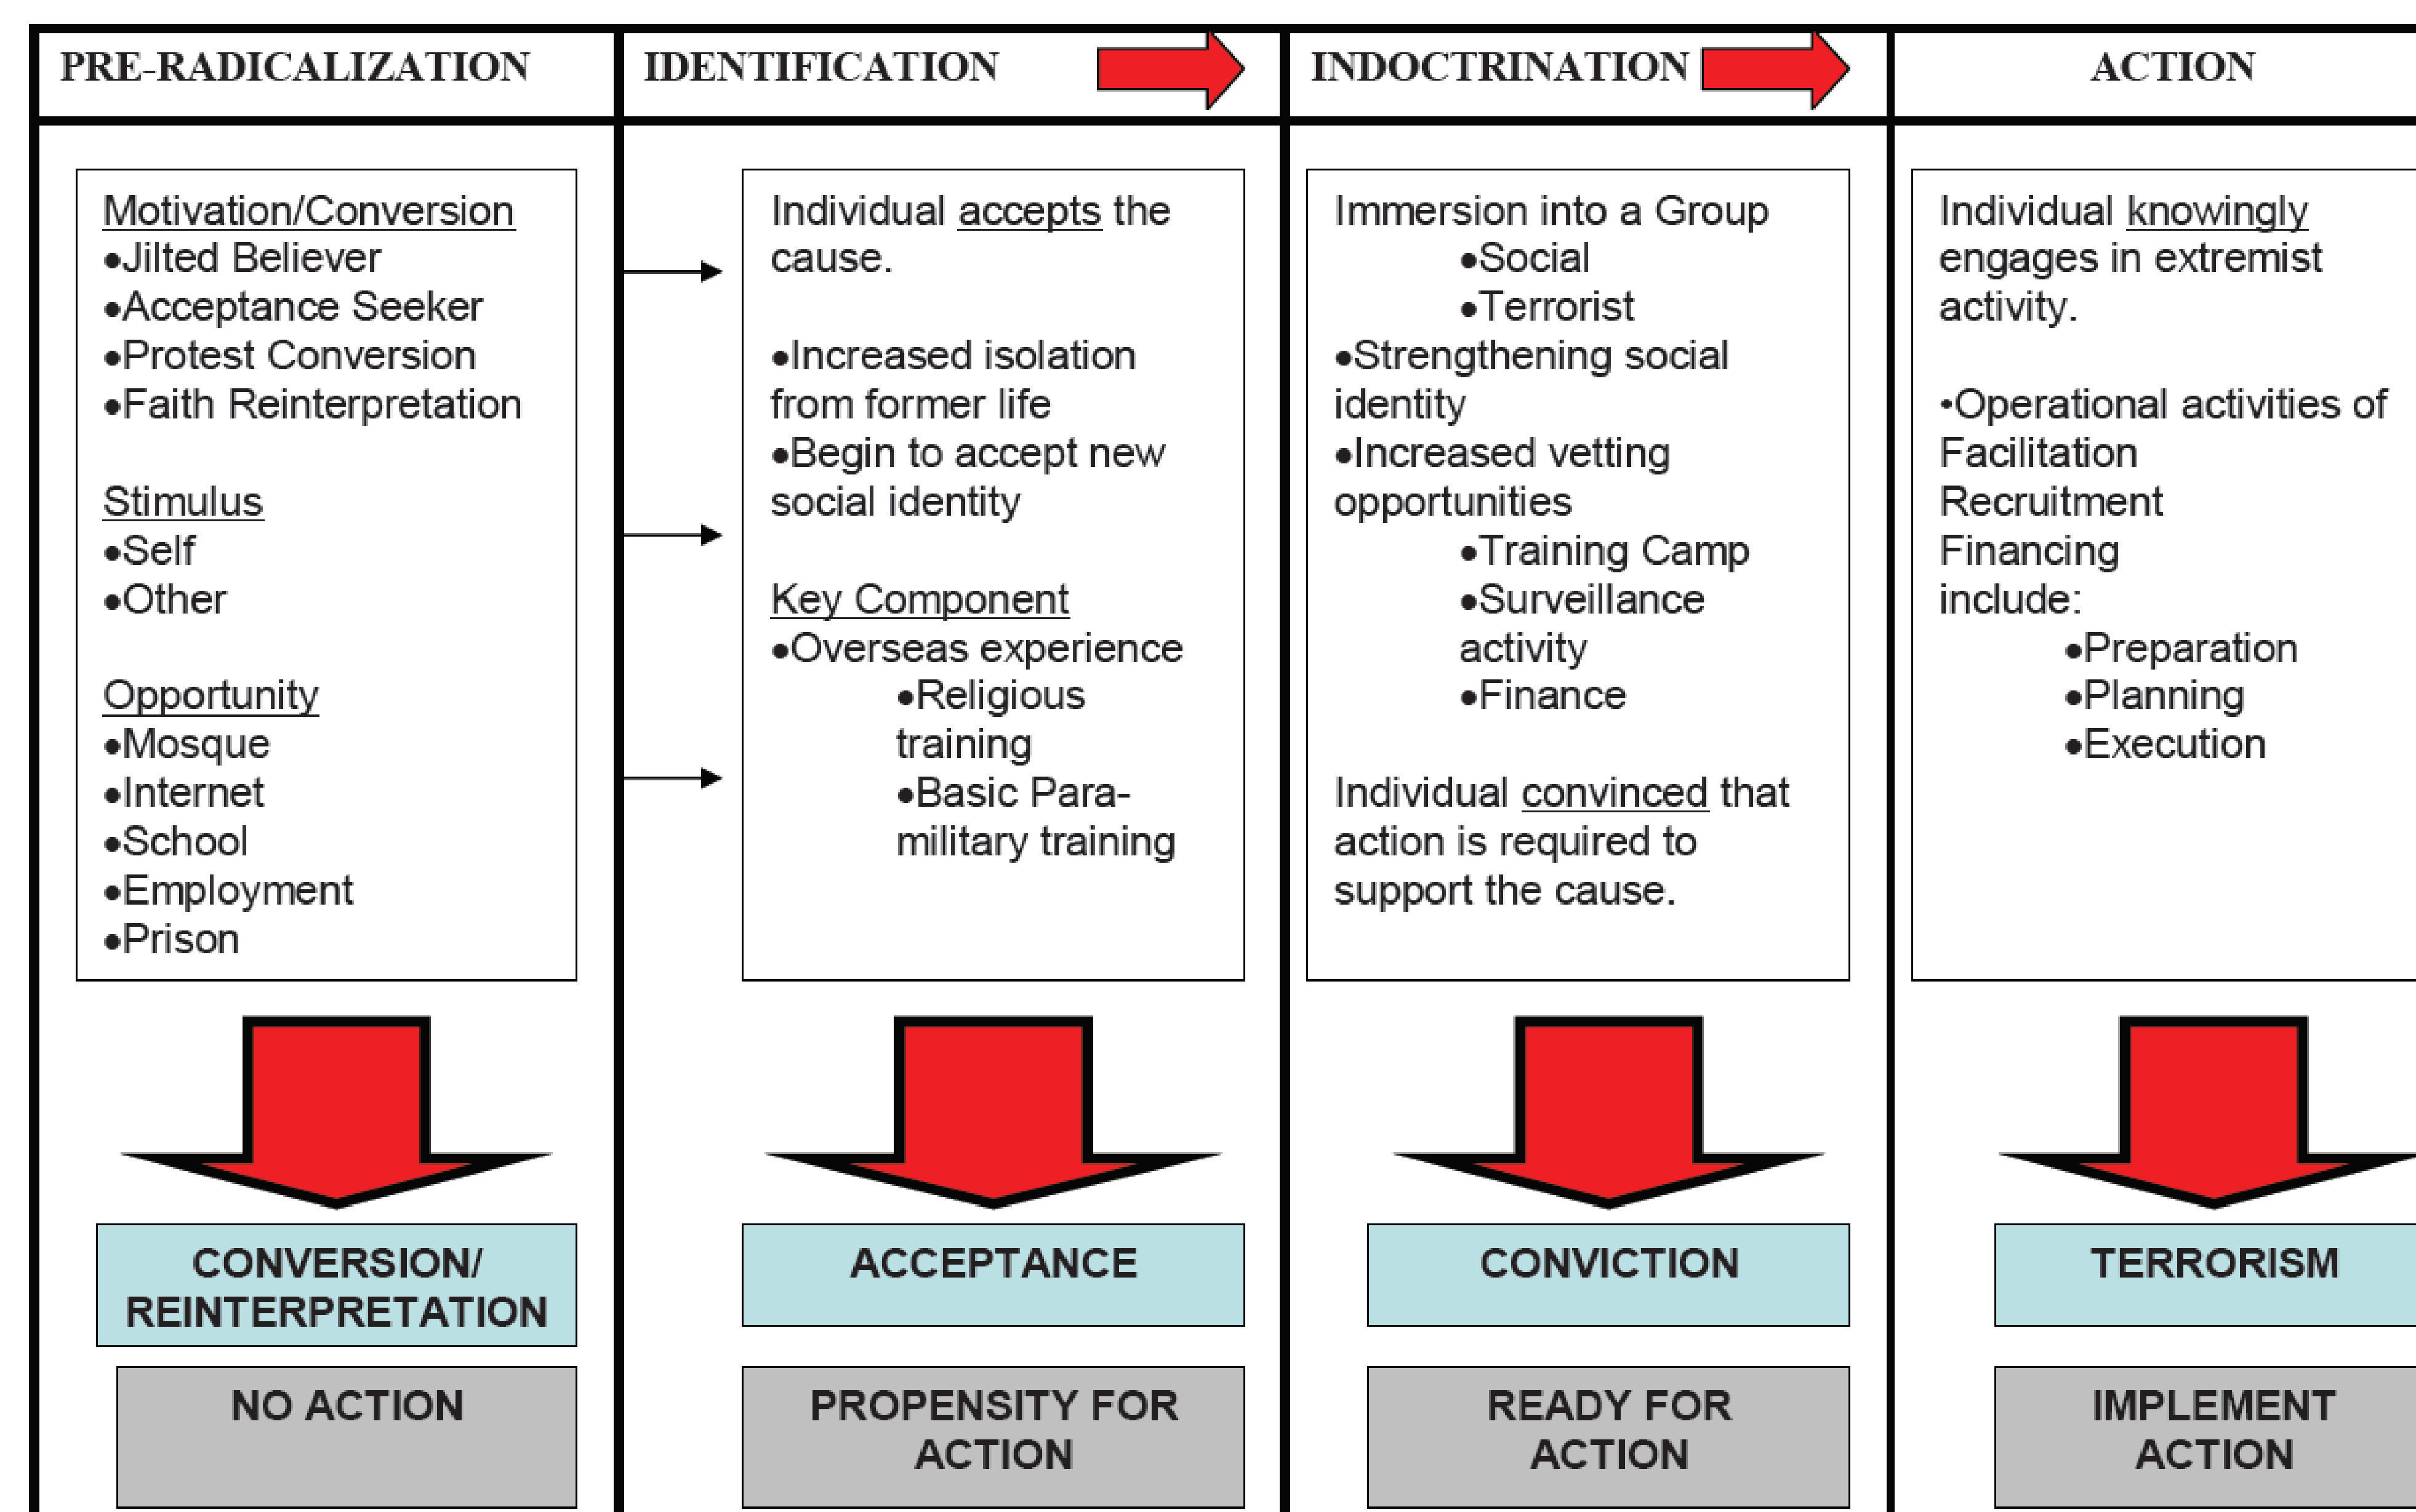 PRE-RADICALIZATION
IDENTIFICATION
INDOCTRINATION
ACTION
Motivation/Conversion
•Jilted Believer
•Acceptance Seeker
•Protest Conversion
•Faith Reinterpretation
Stimulus
•Self
•Other
Opportunity
•Mosque
•Internet
•School
•Employment
•Prison
Individual accepts the
cause.
•Increased isolation
from former life
•Begin to accept new
social identity
Key Component
•Overseas experience
•Religious
training
•Basic Para-
military training
Immersion into a Group
•Social
•Terrorist
•Strengthening social
identity
•Increased vetting
opportunities
•Training Camp
•Surveillance
activity
•Finance
Individual convinced that
action is required to
support the cause.
Individual knowingly
engages in extremist
activity.
•Operational activities of
Facilitation
Recruitment
Financing
include:
•Preparation
•Planning
•Execution
CONVERSION/
REINTERPRETATION
ACCEPTANCE
CONVICTION
TERRORISM
NO ACTION
PROPENSITY FOR
ACTION
READY FOR
ACTION
IMPLEMENT
ACTION